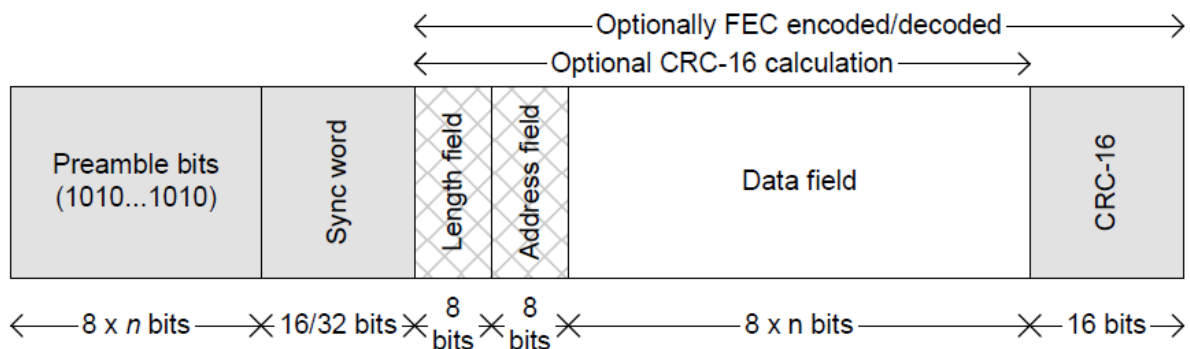 Optionally FEC encoded/decoded
Optional CRC-16 calculation
Preamble bits
(1010...1010)
Sync word
Length field
Address field
Data field
CRC-16
8 x n bits
16/32 bits
8
bits
8
bits
8 x n bits
16 bits